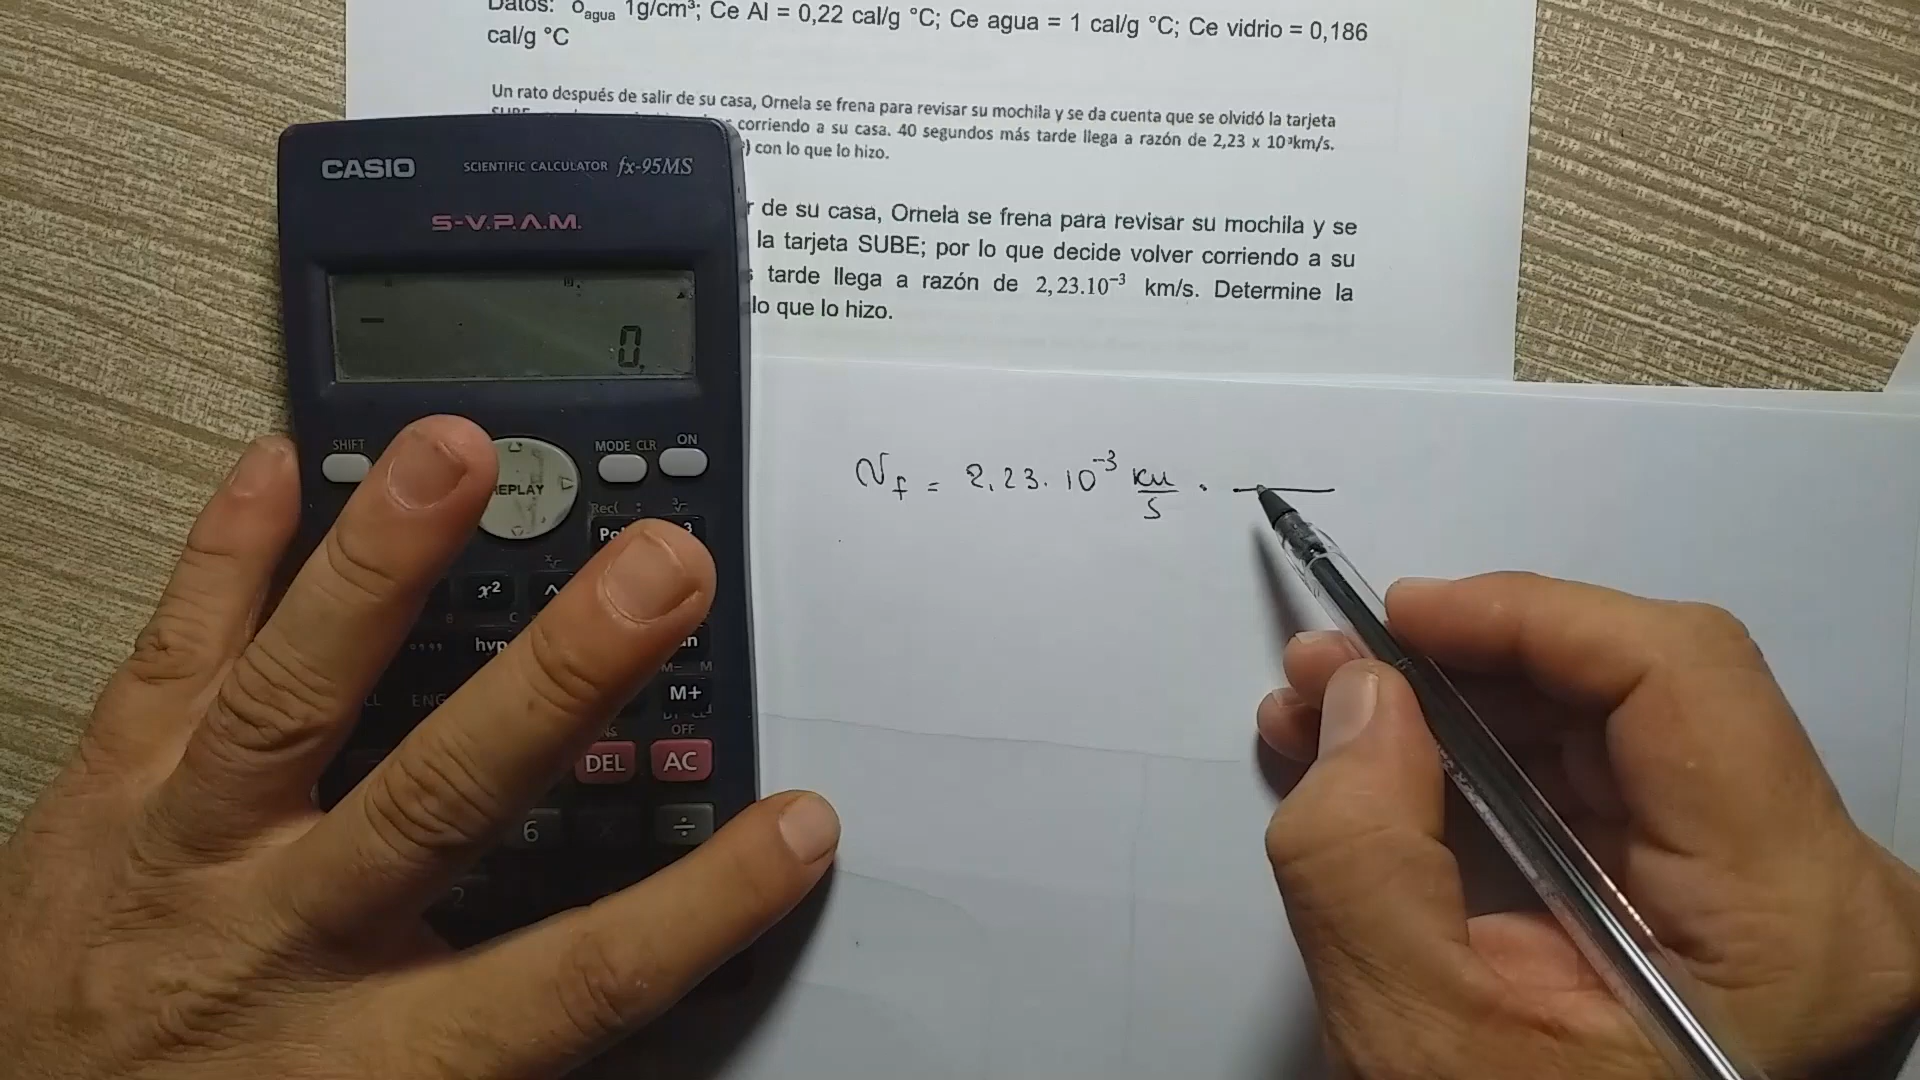 Datos: δagua 1g/cm³; Ce Al = 0,22 cal/g °C; Ce agua = 1 cal/g °C; Ce vidrio = 0,186
cal/g °C
Un rato después de salir de su casa, Ornela se frena para revisar su mochila y se da cuenta que se olvidó la tarjeta
corriendo a su casa. 40 segundos más tarde llega a razón de 2,23 x 10³km/s.
) con lo que lo hizo.
r de su casa, Ornela se frena para revisar su mochila y se
la tarjeta SUBE; por lo que decide volver corriendo a su
tarde llega a razón de 2,23.10⁻³ km/s. Determine la
lo que lo hizo.
CASIO SCIENTIFIC CALCULATOR fx-95MS
S-V.P.A.M.
0.
SHIFT MODE CLR ON
REPLAY
Rec( :
Po
x²
hyp
M- M
ENG M+
OFF
DEL AC
6 ÷
2
Vf = 2,23. 10⁻³ km/s .